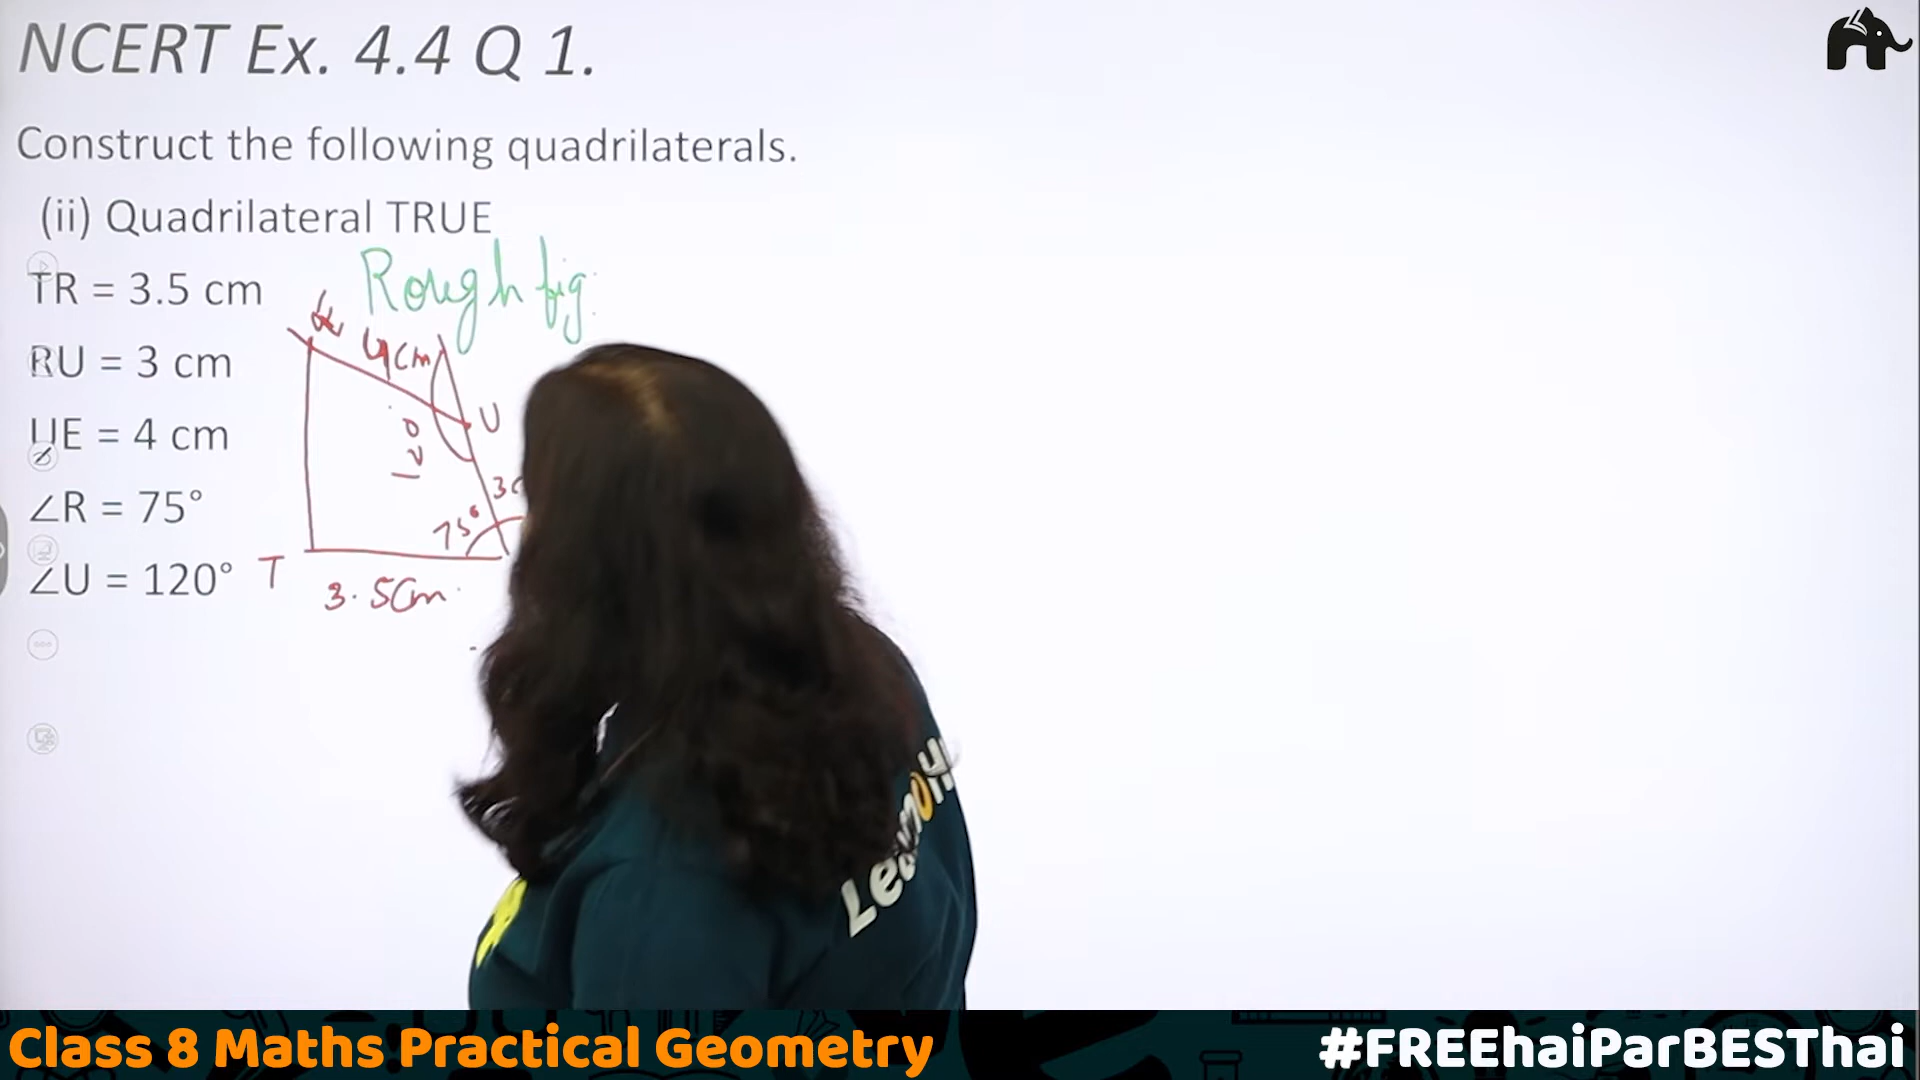 NCERT Ex. 4.4 Q 1.
Construct the following quadrilaterals.
(ii) Quadrilateral TRUE
Rough fig.
TR = 3.5 cm
RU = 3 cm
UE = 4 cm
∠R = 75°
∠U = 120°
4cm
U
120
75°
T
3.5cm
Class 8 Maths Practical Geometry
#FREEhaiParBESThai